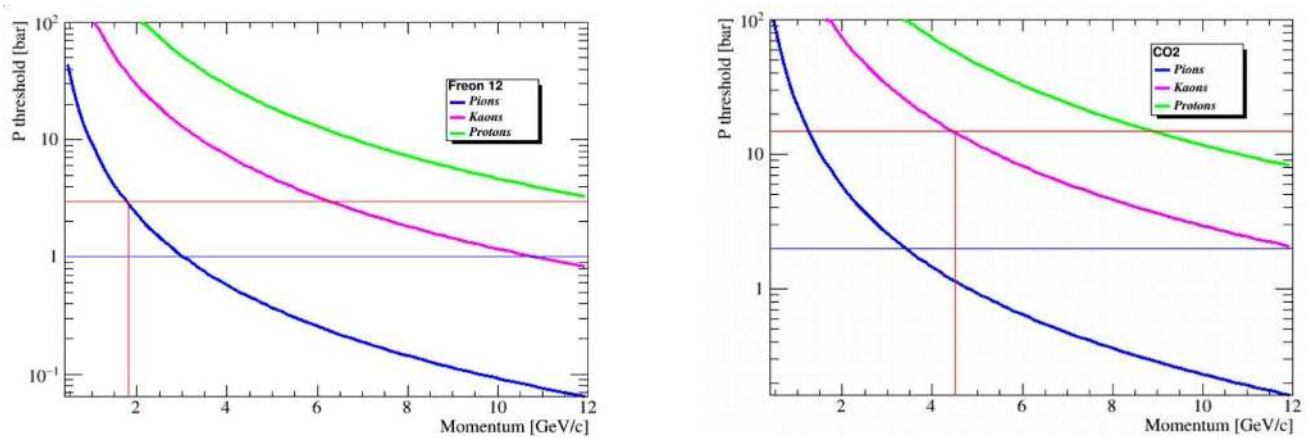 P threshold [bar]
10²
10
1
10⁻¹
Freon 12
Pions
Kaons
Protons
2
4
6
8
10
12
Momentum [GeV/c]
P threshold [bar]
10²
10
1
CO2
Pions
Kaons
Protons
2
4
6
8
10
12
Momentum [GeV/c]